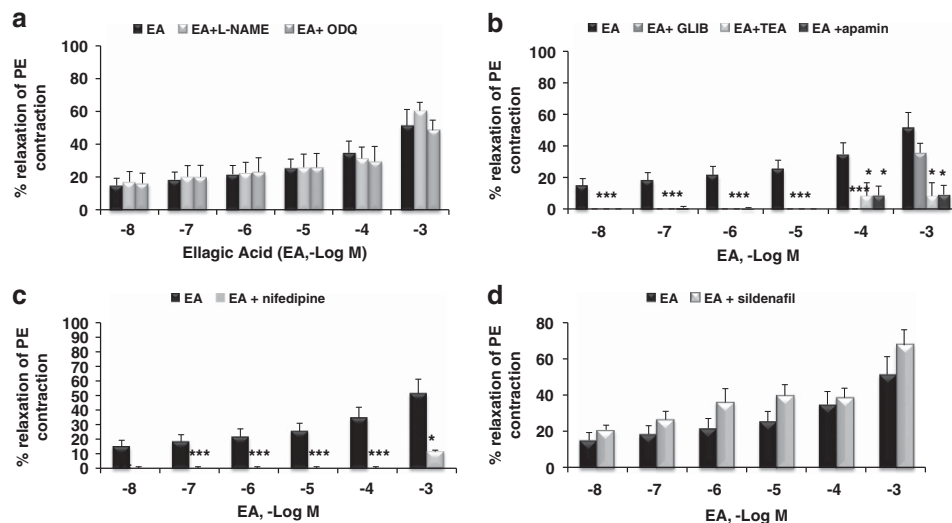 a
EA EA+L-NAME EA+ ODQ
% relaxation of PE
contraction
100
80
60
40
20
0
-8 -7 -6 -5 -4 -3
Ellagic Acid (EA,-Log M)
b
EA EA+ GLIB EA+TEA EA +apamin
% relaxation of PE
contraction
100
80
60
40
20
0
*** *** *** *** *** * * * *
-8 -7 -6 -5 -4 -3
EA, -Log M
c
EA EA + nifedipine
% relaxation of PE
contraction
100
90
80
70
60
50
40
30
20
10
0
*** *** *** *** *
-8 -7 -6 -5 -4 -3
EA, -Log M
d
EA EA + sildenafil
% relaxation of PE
contraction
80
60
40
20
0
-8 -7 -6 -5 -4 -3
EA, -Log M